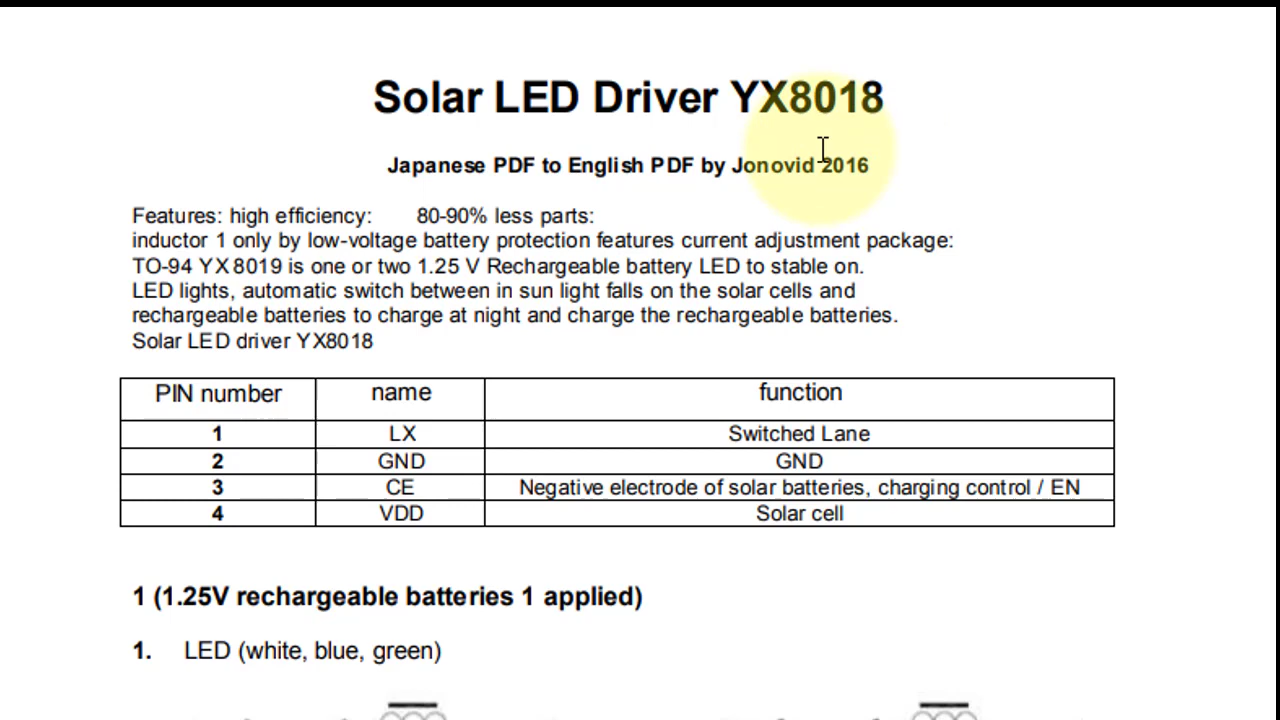 Solar LED Driver YX8018
Japanese PDF to English PDF by Jonovid 2016
Features: high efficiency: 80-90% less parts:
inductor 1 only by low-voltage battery protection features current adjustment package:
TO-94 YX8019 is one or two 1.25 V Rechargeable battery LED to stable on.
LED lights, automatic switch between in sun light falls on the solar cells and
rechargeable batteries to charge at night and charge the rechargeable batteries.
Solar LED driver YX8018
PIN number name function
1 LX Switched Lane
2 GND GND
3 CE Negative electrode of solar batteries, charging control / EN
4 VDD Solar cell
1 (1.25V rechargeable batteries 1 applied)
1. LED (white, blue, green)